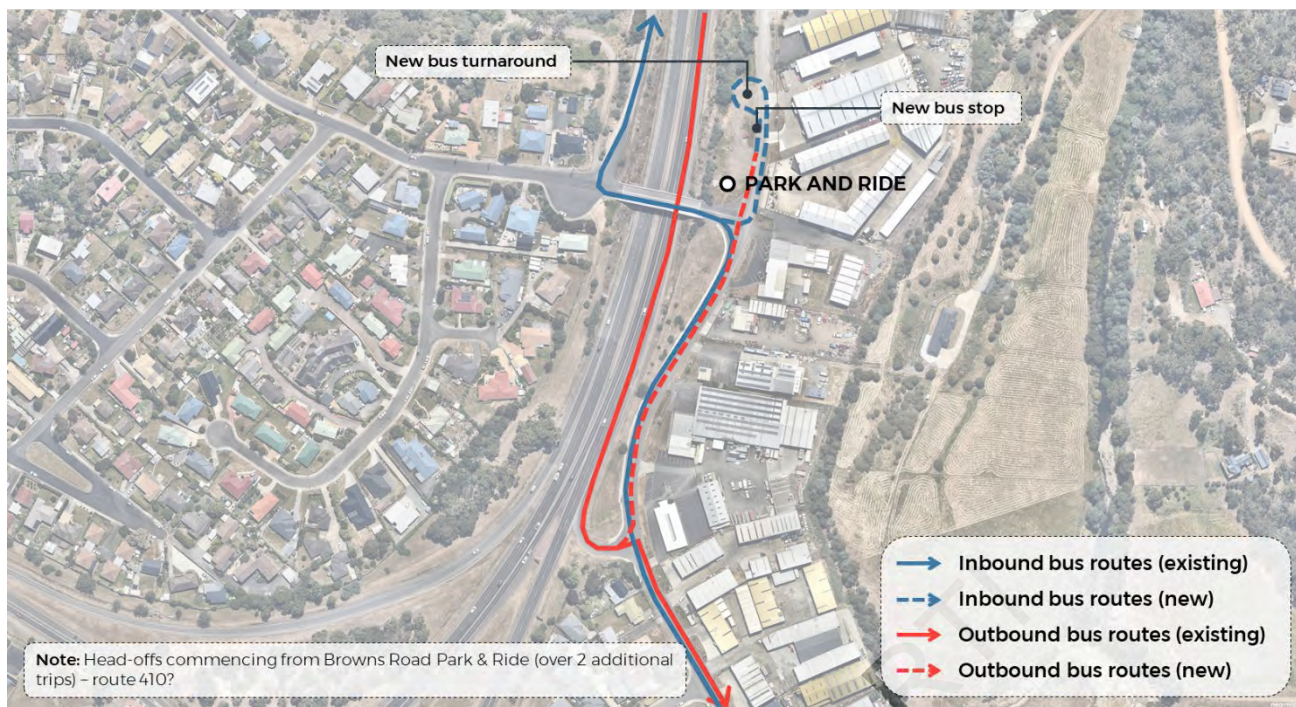 New bus turnaround
New bus stop
PARK AND RIDE
Inbound bus routes (existing)
Inbound bus routes (new)
Outbound bus routes (existing)
Outbound bus routes (new)
Note: Head-offs commencing from Browns Road Park & Ride (over 2 additional
trips) – route 410?